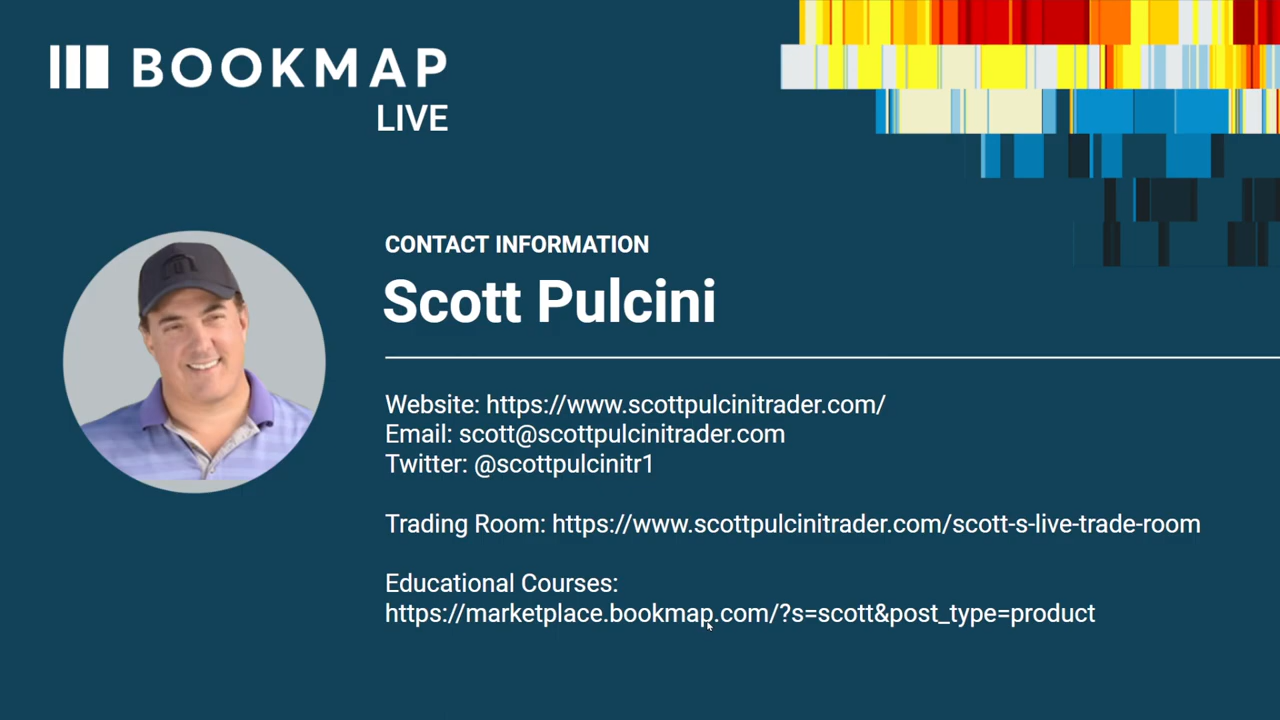 BOOKMAP
LIVE
CONTACT INFORMATION
Scott Pulcini
Website: https://www.scottpulcinitrader.com/
Email: scott@scottpulcinitrader.com
Twitter: @scottpulcinitr1
Trading Room: https://www.scottpulcinitrader.com/scott-s-live-trade-room
Educational Courses:
https://marketplace.bookmap.com/?s=scott&post_type=product